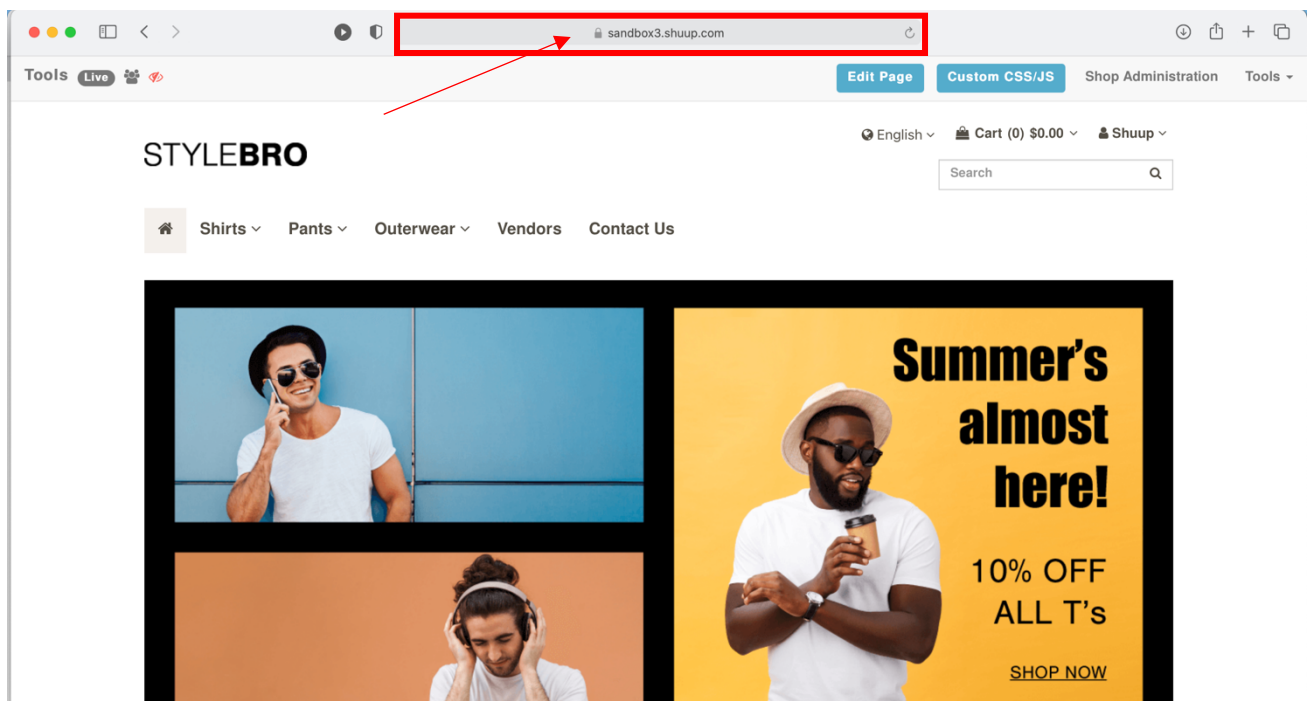 sandbox3.shuup.com
Tools Live Edit Page Custom CSS/JS Shop Administration Tools
English Cart (0) $0.00 Shuup
STYLEBRO
Search
Shirts Pants Outerwear Vendors Contact Us
Summer's
almost
here!
10% OFF
ALL T's
SHOP NOW